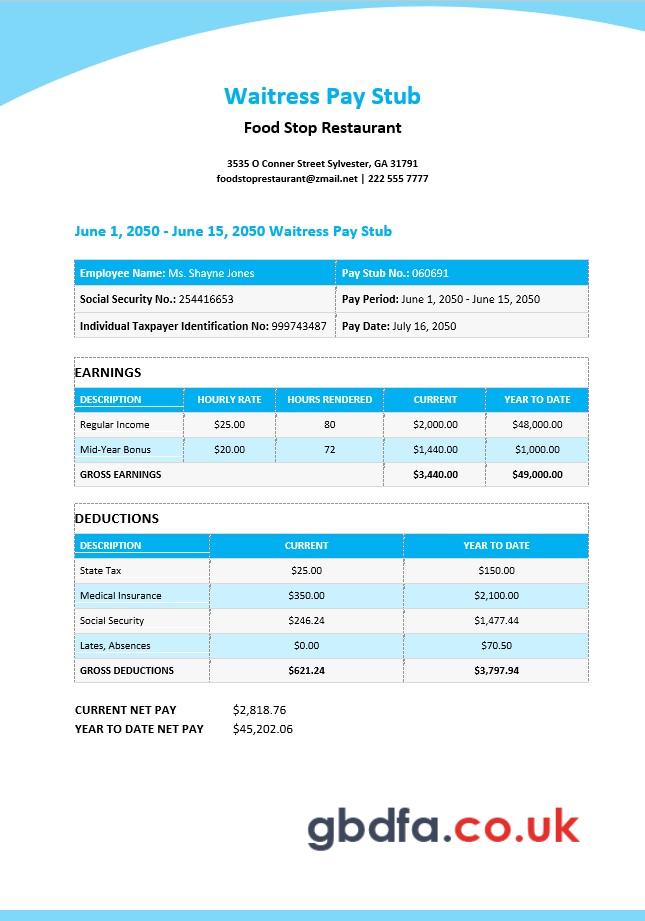 Waitress Pay Stub
Food Stop Restaurant
3535 O Conner Street Sylvester, GA 31791
foodstoprestaurant@zmail.net | 222 555 7777
June 1, 2050 - June 15, 2050 Waitress Pay Stub
Employee Name: Ms. Shayne Jones Pay Stub No.: 060691
Social Security No.: 254416653 Pay Period: June 1, 2050 - June 15, 2050
Individual Taxpayer Identification No: 999743487 Pay Date: July 16, 2050
EARNINGS
DESCRIPTION HOURLY RATE HOURS RENDERED CURRENT YEAR TO DATE
Regular Income $25.00 80 $2,000.00 $48,000.00
Mid-Year Bonus $20.00 72 $1,440.00 $1,000.00
GROSS EARNINGS $3,440.00 $49,000.00
DEDUCTIONS
DESCRIPTION CURRENT YEAR TO DATE
State Tax $25.00 $150.00
Medical Insurance $350.00 $2,100.00
Social Security $246.24 $1,477.44
Lates, Absences $0.00 $70.50
GROSS DEDUCTIONS $621.24 $3,797.94
CURRENT NET PAY $2,818.76
YEAR TO DATE NET PAY $45,202.06
gbdfa.co.uk